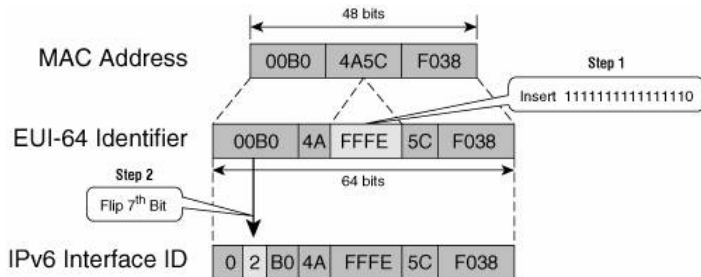 48 bits
MAC Address 00B0 4A5C F038
Step 1
Insert 1111111111111110
EUI-64 Identifier 00B0 4A FFFE 5C F038
Step 2
64 bits
Flip 7th Bit
IPv6 Interface ID 0 2 B0 4A FFFE 5C F038